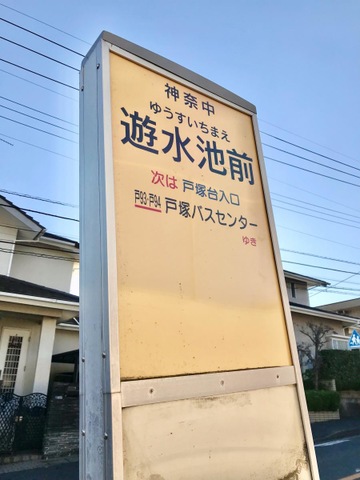 神奈中
ゆうすいちまえ
遊水池前
次は 戸塚台入口
戸93·戸94 戸塚バスセンター
ゆき